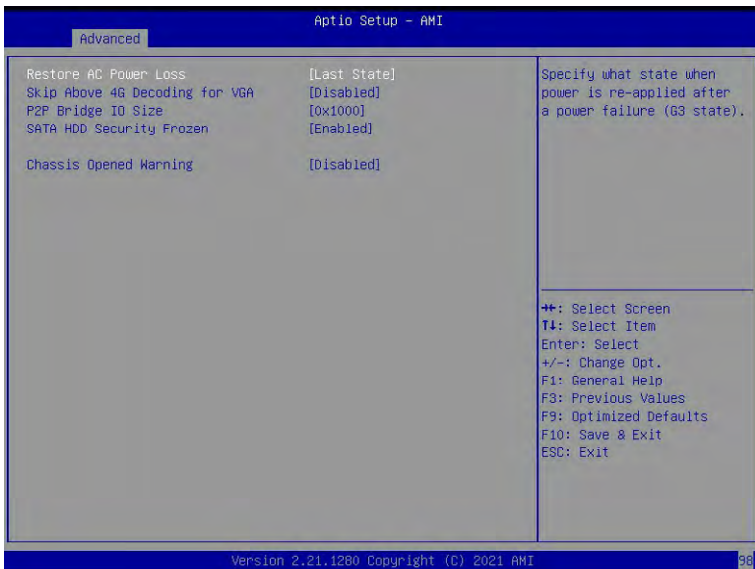 Aptio Setup - AMI
Advanced
Restore AC Power Loss [Last State]
Skip Above 4G Decoding for VGA [Disabled]
P2P Bridge IO Size [0x1000]
SATA HDD Security Frozen [Enabled]
Chassis Opened Warning [Disabled]
Specify what state when
power is re-applied after
a power failure (G3 state).
→←: Select Screen
↑↓: Select Item
Enter: Select
+/-: Change Opt.
F1: General Help
F3: Previous Values
F9: Optimized Defaults
F10: Save & Exit
ESC: Exit
Version 2.21.1280 Copyright (C) 2021 AMI
98